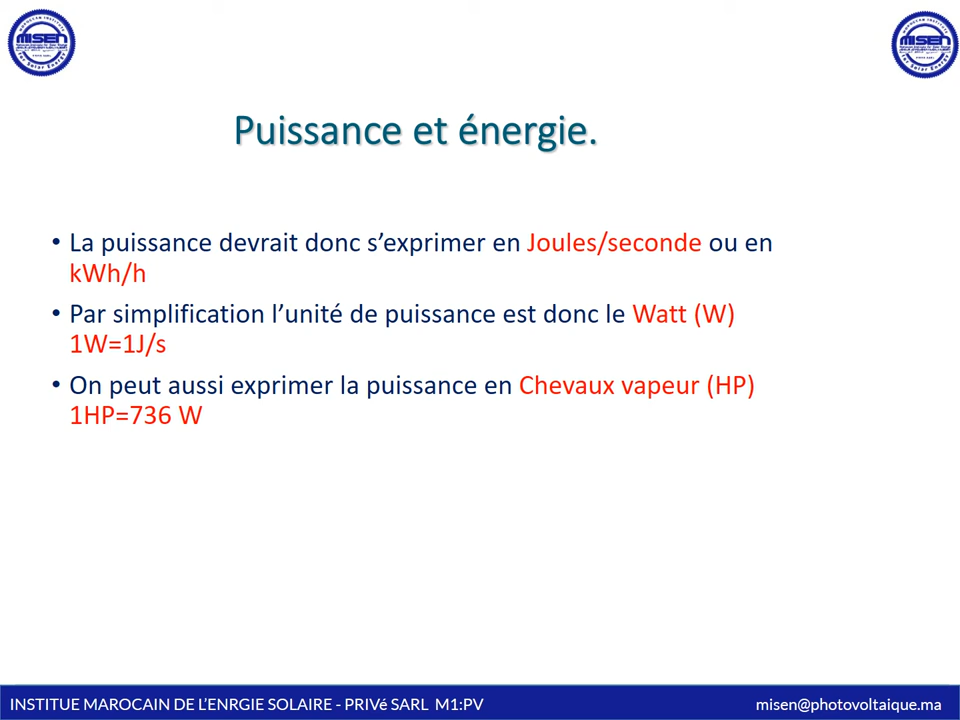 MISEN
MISEN
Puissance et énergie.
• La puissance devrait donc s’exprimer en Joules/seconde ou en
kWh/h
• Par simplification l’unité de puissance est donc le Watt (W)
1W=1J/s
• On peut aussi exprimer la puissance en Chevaux vapeur (HP)
1HP=736 W
INSTITUE MAROCAIN DE L’ENRGIE SOLAIRE - PRIVé SARL M1:PV
misen@photovoltaique.ma